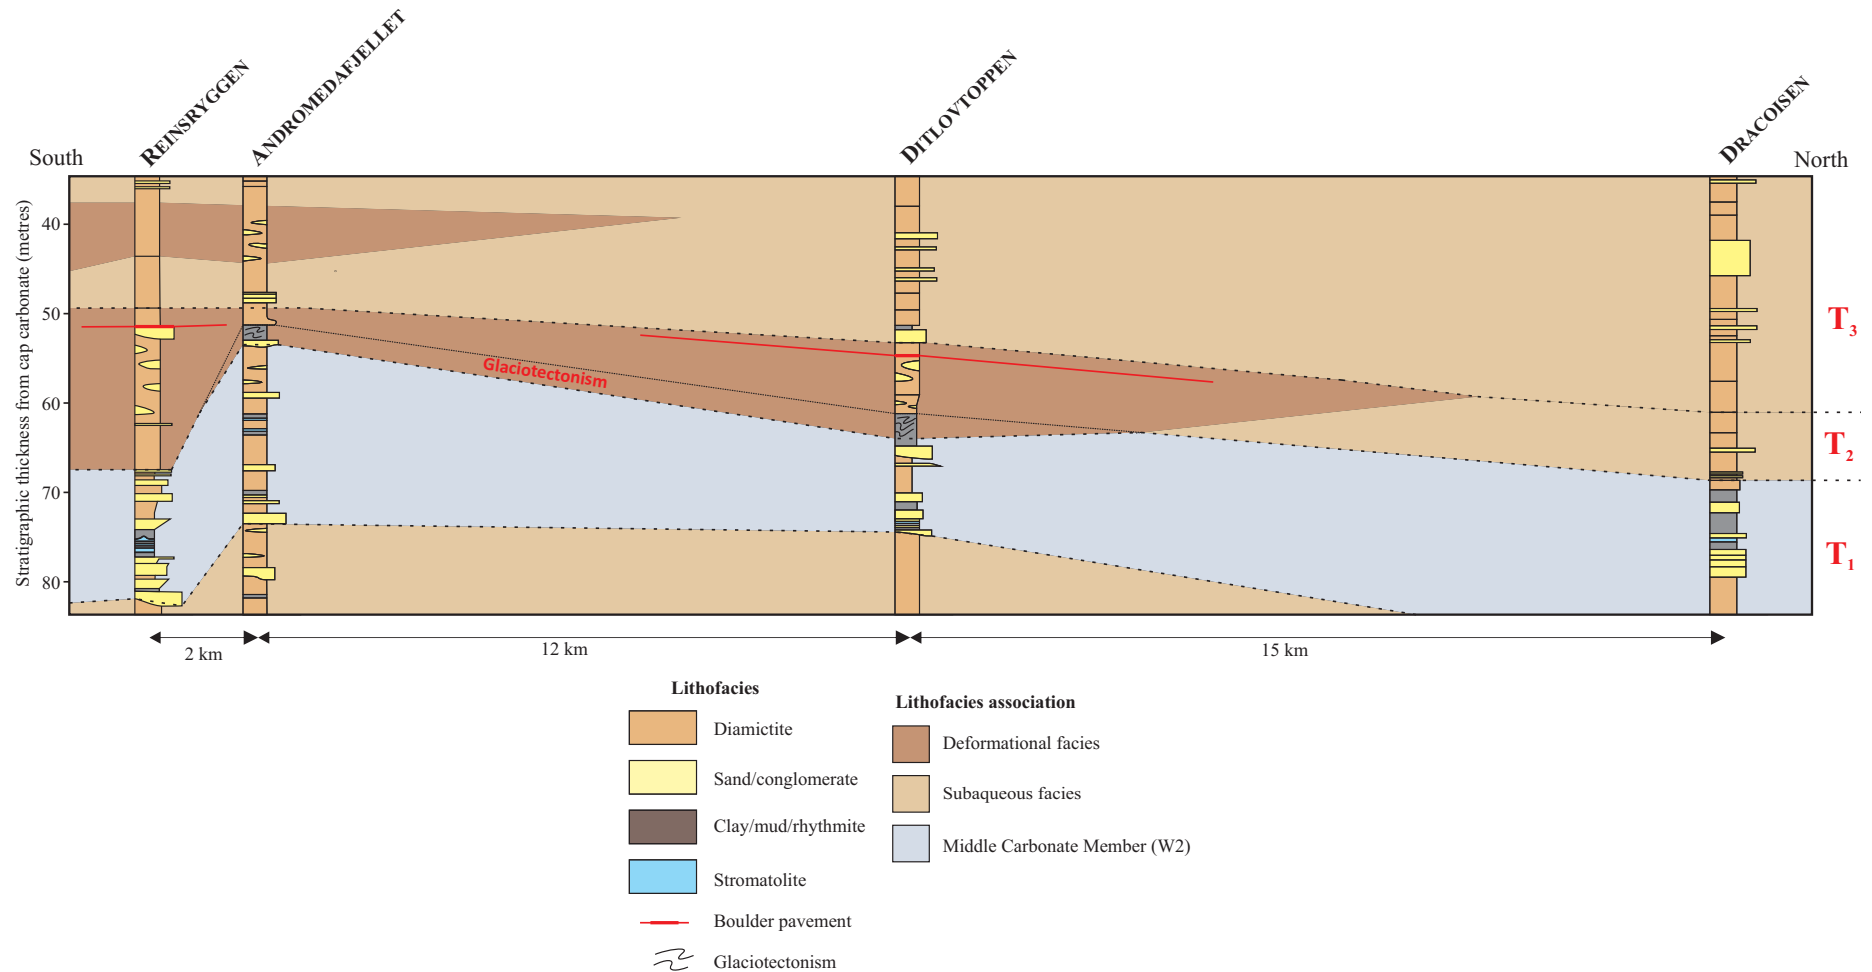 South
REINSRYGGEN
ANDROMEDAFJELLET
DITLOVTOPPEN
DRACOISEN
North
Stratigraphic thickness from cap carbonate (metres)
40
50
60
70
80
Glaciotectonism
T3
T2
T1
2 km
12 km
15 km
Lithofacies
Diamictite
Sand/conglomerate
Clay/mud/rhythmite
Stromatolite
Boulder pavement
Glaciotectonism
Lithofacies association
Deformational facies
Subaqueous facies
Middle Carbonate Member (W2)